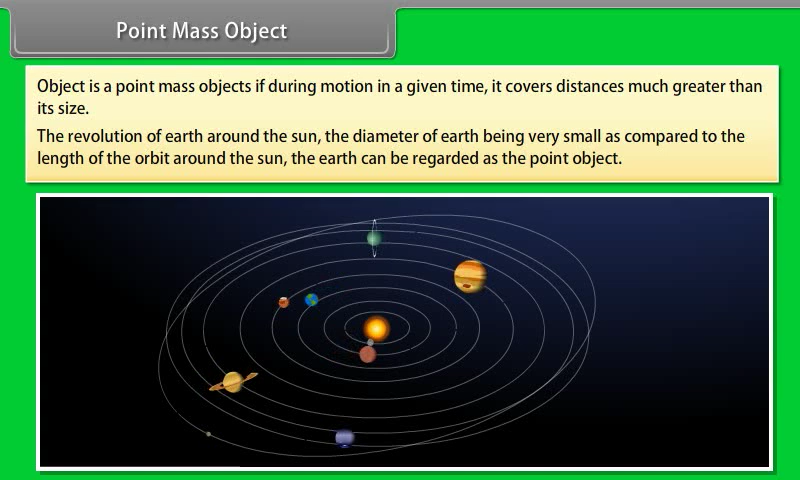 Point Mass Object
Object is a point mass objects if during motion in a given time, it covers distances much greater than
its size.
The revolution of earth around the sun, the diameter of earth being very small as compared to the
length of the orbit around the sun, the earth can be regarded as the point object.